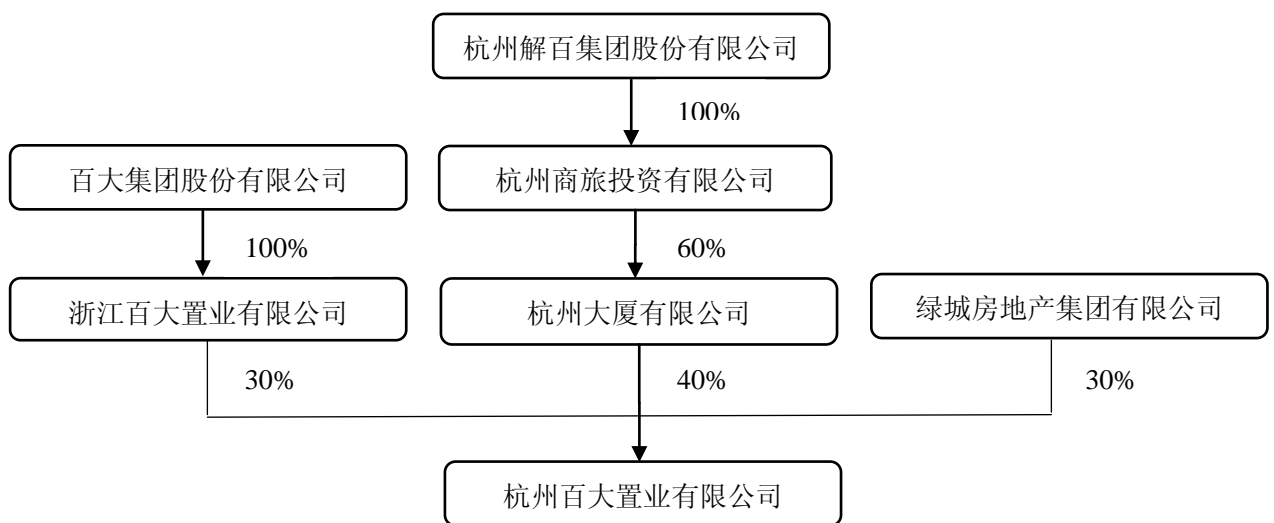 杭州解百集团股份有限公司
100%
百大集团股份有限公司
杭州商旅投资有限公司
100%
60%
浙江百大置业有限公司
杭州大厦有限公司
绿城房地产集团有限公司
30%
40%
30%
杭州百大置业有限公司